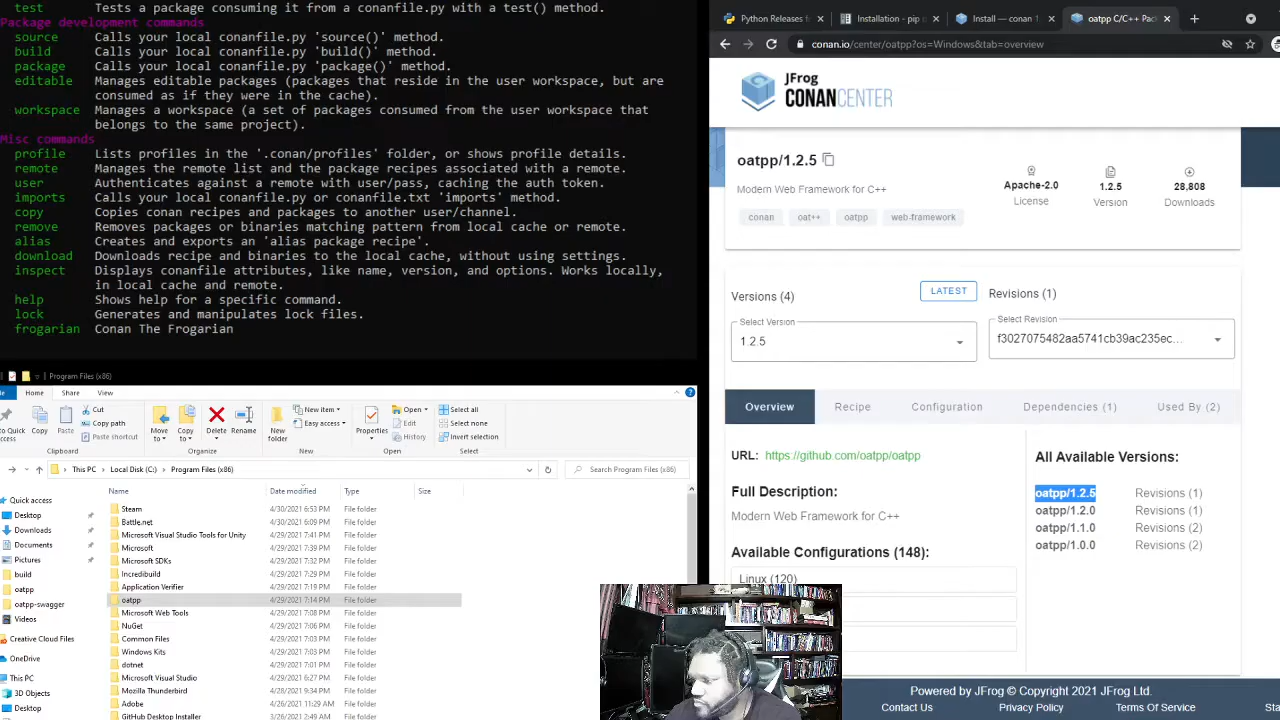 test Tests a package consuming it from a conanfile.py with a test() method.
Package development commands
source Calls your local conanfile.py 'source()' method.
build Calls your local conanfile.py 'build()' method.
package Calls your local conanfile.py 'package()' method.
editable Manages editable packages (packages that reside in the user workspace, but are
consumed as if they were in the cache).
workspace Manages a workspace (a set of packages consumed from the user workspace that
belongs to the same project).
Misc commands
profile Lists profiles in the '.conan/profiles' folder, or shows profile details.
remote Manages the remote list and the package recipes associated with a remote.
user Authenticates against a remote with user/pass, caching the auth token.
imports Calls your local conanfile.py or conanfile.txt 'imports' method.
copy Copies conan recipes and packages to another user/channel.
remove Removes packages or binaries matching pattern from local cache or remote.
alias Creates and exports an 'alias package recipe'.
download Downloads recipe and binaries to the local cache, without using settings.
inspect Displays conanfile attributes, like name, version, and options. Works locally,
in local cache and remote.
help Shows help for a specific command.
lock Generates and manipulates lock files.
frogarian Conan The Frogarian
Program Files (x86)
Home Share View
Quick access
Copy
Paste
Cut
Copy path
Paste shortcut
Move to
Copy to
Delete
Rename
New folder
New item
Easy access
Properties
Open
Edit
History
Select all
Select none
Invert selection
Clipboard Organize New Open Select
This PC Local Disk (C:) Program Files (x86)
Search Program Files (x86)
Name Date modified Type Size
Quick access
Desktop
Downloads
Documents
Pictures
build
oatpp
oatpp-swagger
Videos
Creative Cloud Files
OneDrive
This PC
3D Objects
Desktop
Steam 4/30/2021 6:53 PM File folder
Battle.net 4/30/2021 6:09 PM File folder
Microsoft Visual Studio Tools for Unity 4/29/2021 7:41 PM File folder
Microsoft 4/29/2021 7:39 PM File folder
Microsoft SDKs 4/29/2021 7:32 PM File folder
Incredibuild 4/29/2021 7:29 PM File folder
Application Verifier 4/29/2021 7:19 PM File folder
oatpp 4/29/2021 7:14 PM File folder
Microsoft Web Tools 4/29/2021 7:08 PM File folder
NuGet 4/29/2021 7:06 PM File folder
Common Files 4/29/2021 7:03 PM File folder
Windows Kits 4/29/2021 7:03 PM File folder
dotnet 4/29/2021 7:01 PM File folder
Microsoft Visual Studio 4/29/2021 6:27 PM File folder
Mozilla Thunderbird 4/28/2021 9:34 PM File folder
Adobe 4/26/2021 11:29 AM File folder
GitHub Desktop Installer 3/26/2021 2:49 AM File folder
Python Releases f
Installation - pip
Install — conan 1
oatpp C/C++ Pac
conan.io/center/oatpp?os=Windows&tab=overview
JFrog
CONANCENTER
oatpp/1.2.5
Modern Web Framework for C++
conan oat++ oatpp web-framework
Apache-2.0
License
1.2.5
Version
28,808
Downloads
Versions (4)
LATEST
Revisions (1)
Select Version
1.2.5
Select Revision
f3027075482aa5741cb39ac235ec...
Overview Recipe Configuration Dependencies (1) Used By (2)
URL: https://github.com/oatpp/oatpp
Full Description:
Modern Web Framework for C++
Available Configurations (148):
Linux (120)
All Available Versions:
oatpp/1.2.5 Revisions (1)
oatpp/1.2.0 Revisions (1)
oatpp/1.1.0 Revisions (2)
oatpp/1.0.0 Revisions (2)
Powered by JFrog © Copyright 2021 JFrog Ltd.
Contact Us Privacy Policy Terms Of Service